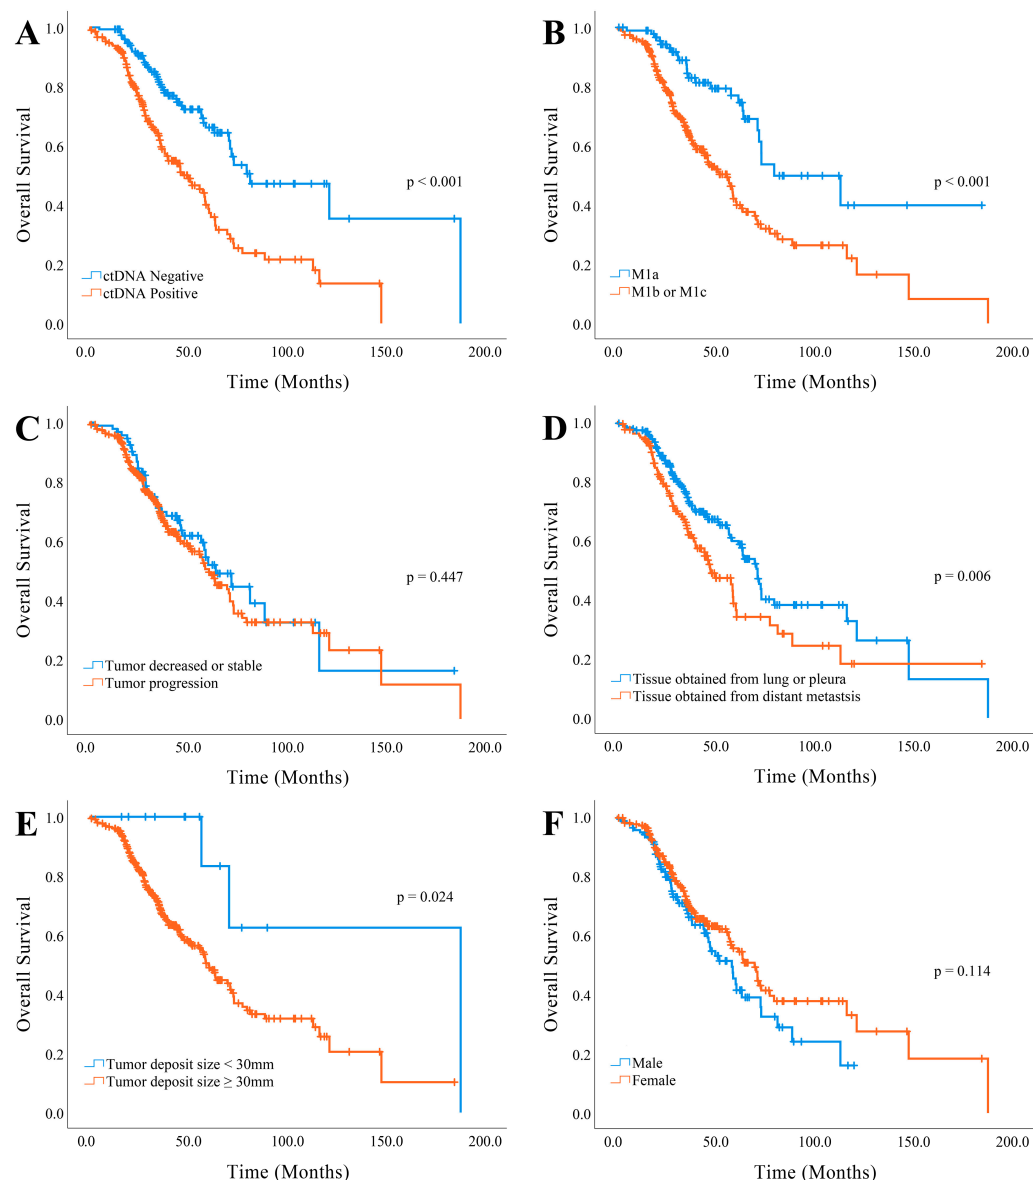 A
Overall Survival
1.0
0.8
0.6
0.4
0.2
0.0
p < 0.001
ctDNA Negative
ctDNA Positive
0.0 50.0 100.0 150.0 200.0
Time (Months)
B
Overall Survival
1.0
0.8
0.6
0.4
0.2
0.0
p < 0.001
M1a
M1b or M1c
0.0 50.0 100.0 150.0 200.0
Time (Months)
C
Overall Survival
1.0
0.8
0.6
0.4
0.2
0.0
p = 0.447
Tumor decreased or stable
Tumor progression
0.0 50.0 100.0 150.0 200.0
Time (Months)
D
Overall Survival
1.0
0.8
0.6
0.4
0.2
0.0
p = 0.006
Tissue obtained from lung or pleura
Tissue obtained from distant metastsis
0.0 50.0 100.0 150.0 200.0
Time (Months)
E
Overall Survival
1.0
0.8
0.6
0.4
0.2
0.0
p = 0.024
Tumor deposit size < 30mm
Tumor deposit size ≥ 30mm
0.0 50.0 100.0 150.0 200.0
Time (Months)
F
Overall Survival
1.0
0.8
0.6
0.4
0.2
0.0
p = 0.114
Male
Female
0.0 50.0 100.0 150.0 200.0
Time (Months)